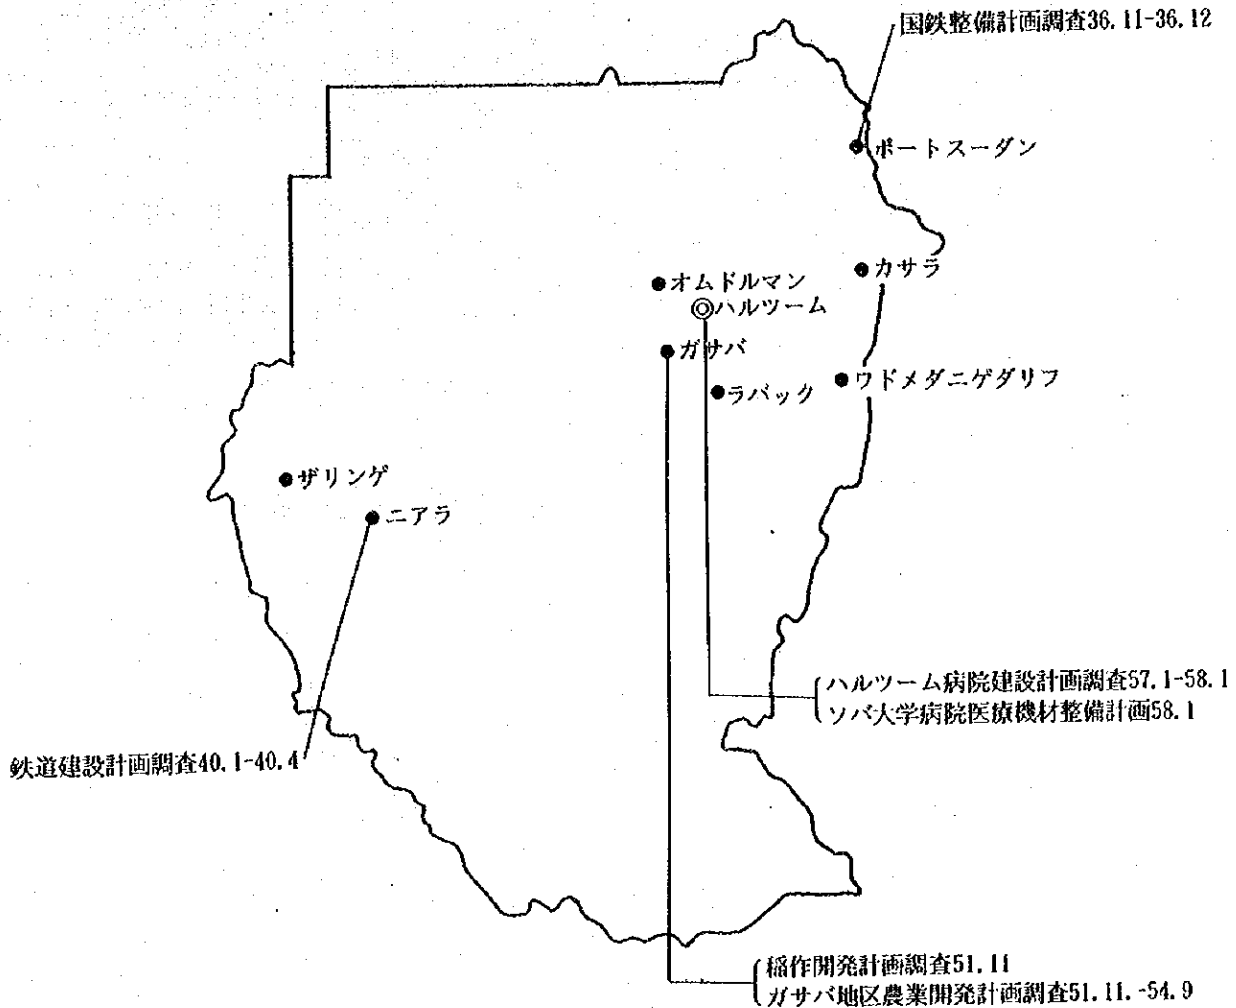 国鉄整備計画調査36.11-36.12
ポートスーダン
カサラ
オムドルマン
ハルツーム
ガサバ
ワドメダニゲダリフ
ラバック
ザリンゲ
ニアラ
ハルツーム病院建設計画調査57.1-58.1
ソバ大学病院医療機材整備計画58.1
鉄道建設計画調査40.1-40.4
稲作開発計画調査51.11
ガサバ地区農業開発計画調査51.11.-54.9